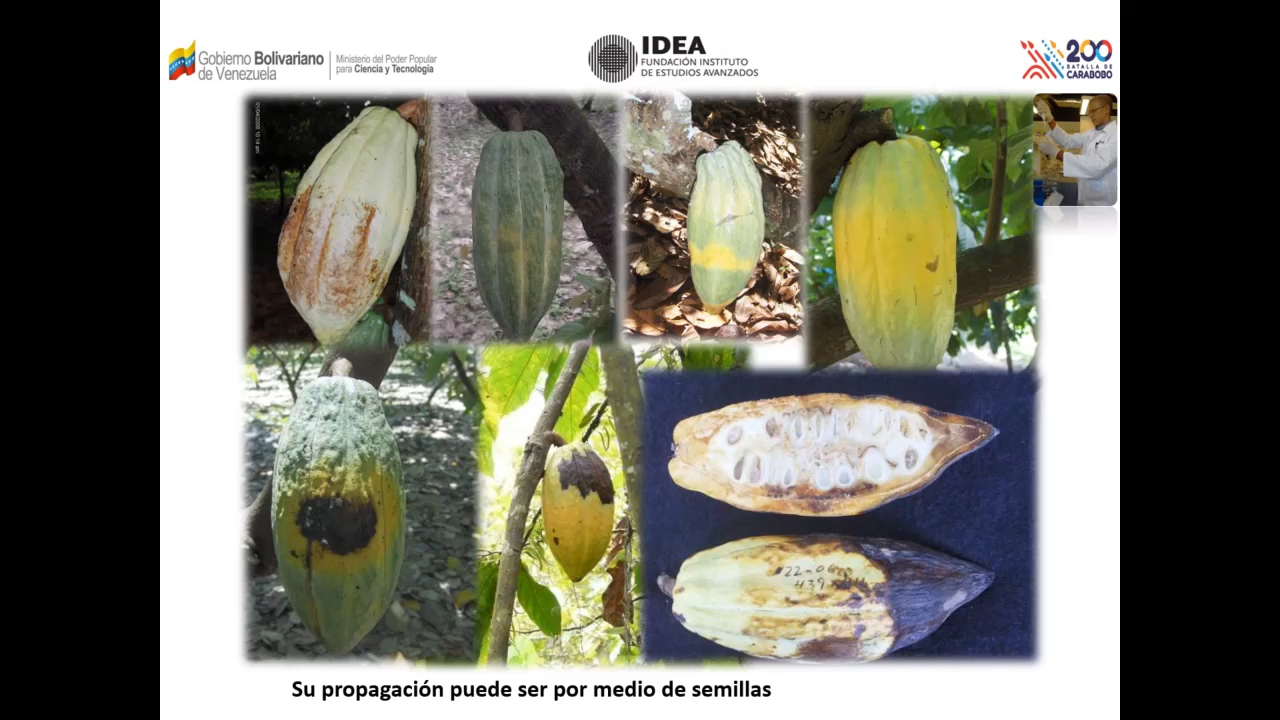 Gobierno Bolivariano
de Venezuela
Ministerio del Poder Popular
para Ciencia y Tecnología
IDEA
FUNDACIÓN INSTITUTO
DE ESTUDIOS AVANZADOS
200
BATALLA DE
CARABOBO
Su propagación puede ser por medio de semillas